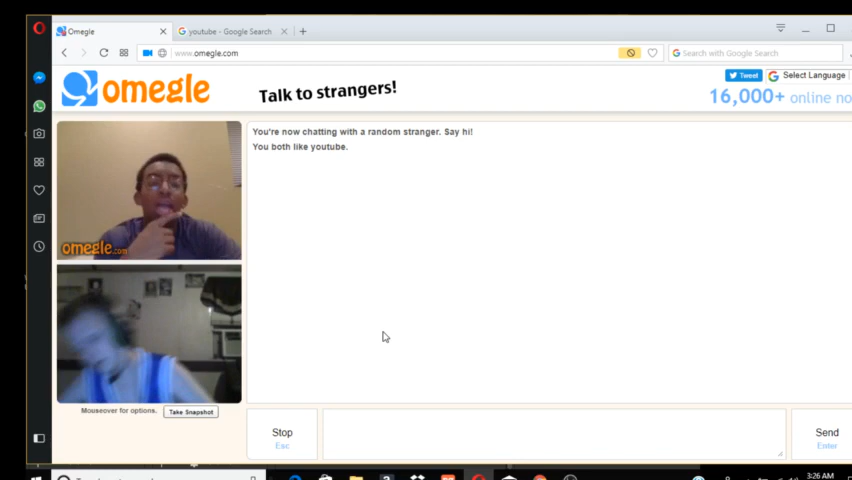 Omegle
youtube - Google Search
www.omegle.com
Search with Google Search
omegle
Talk to strangers!
Tweet
Select Language
16,000+ online no
You're now chatting with a random stranger. Say hi!
You both like youtube.
omegle.com
Mouseover for options.
Take Snapshot
Stop
Esc
Send
Enter
3:26 AM